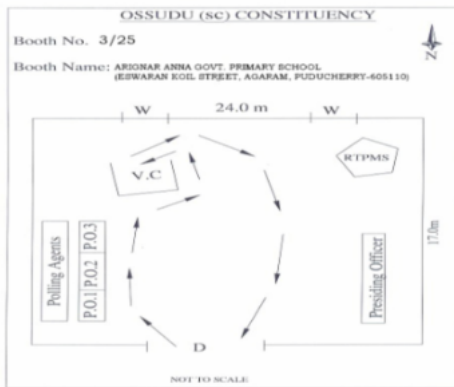 OSSUDU (SC) CONSTITUENCY
Booth No. 3/25
Booth Name: ARIGNAR ANNA GOVT. PRIMARY SCHOOL
(ESWARAN KOIL STREET, AGARAM, PUDUCHERRY-605110)
N
W 24.0 m W
V.C
RTPMS
17.0m
Polling Agents
P.O.1 P.O.2 P.O.3
Presiding Officer
D
NOT TO SCALE